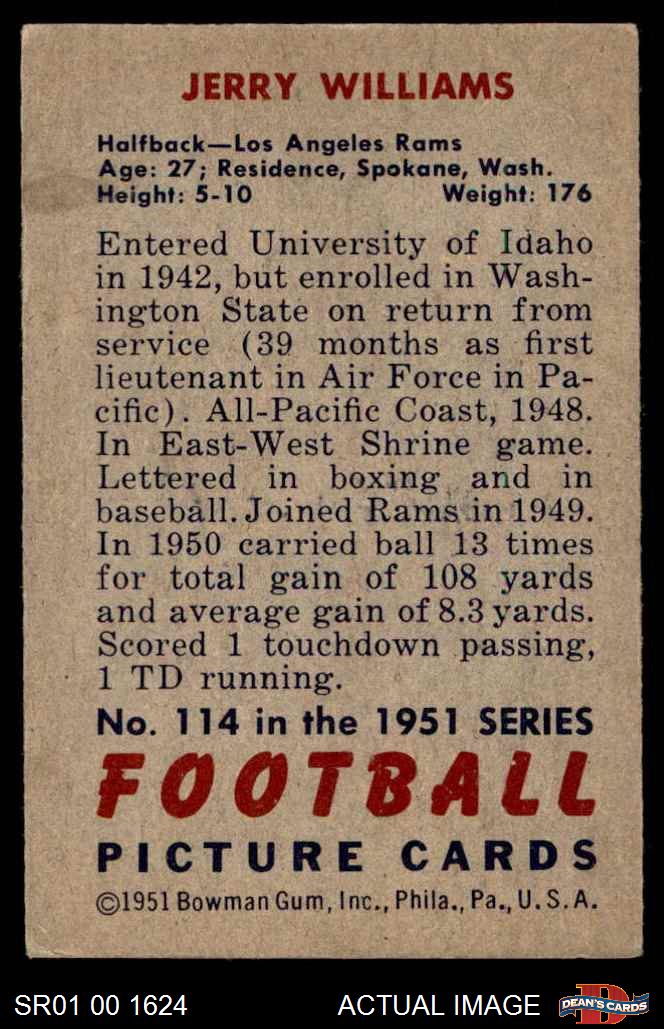 JERRY WILLIAMS
Halfback—Los Angeles Rams
Age: 27; Residence, Spokane, Wash.
Height: 5-10 Weight: 176
Entered University of Idaho
in 1942, but enrolled in Wash-
ington State on return from
service (39 months as first
lieutenant in Air Force in Pa-
cific). All-Pacific Coast, 1948.
In East-West Shrine game.
Lettered in boxing and in
baseball. Joined Rams in 1949.
In 1950 carried ball 13 times
for total gain of 108 yards
and average gain of 8.3 yards.
Scored 1 touchdown passing,
1 TD running.
No. 114 in the 1951 SERIES
FOOTBALL
PICTURE CARDS
©1951 Bowman Gum, Inc., Phila., Pa., U.S.A.
SR01 00 1624 ACTUAL IMAGE
D
DEAN'S CARDS